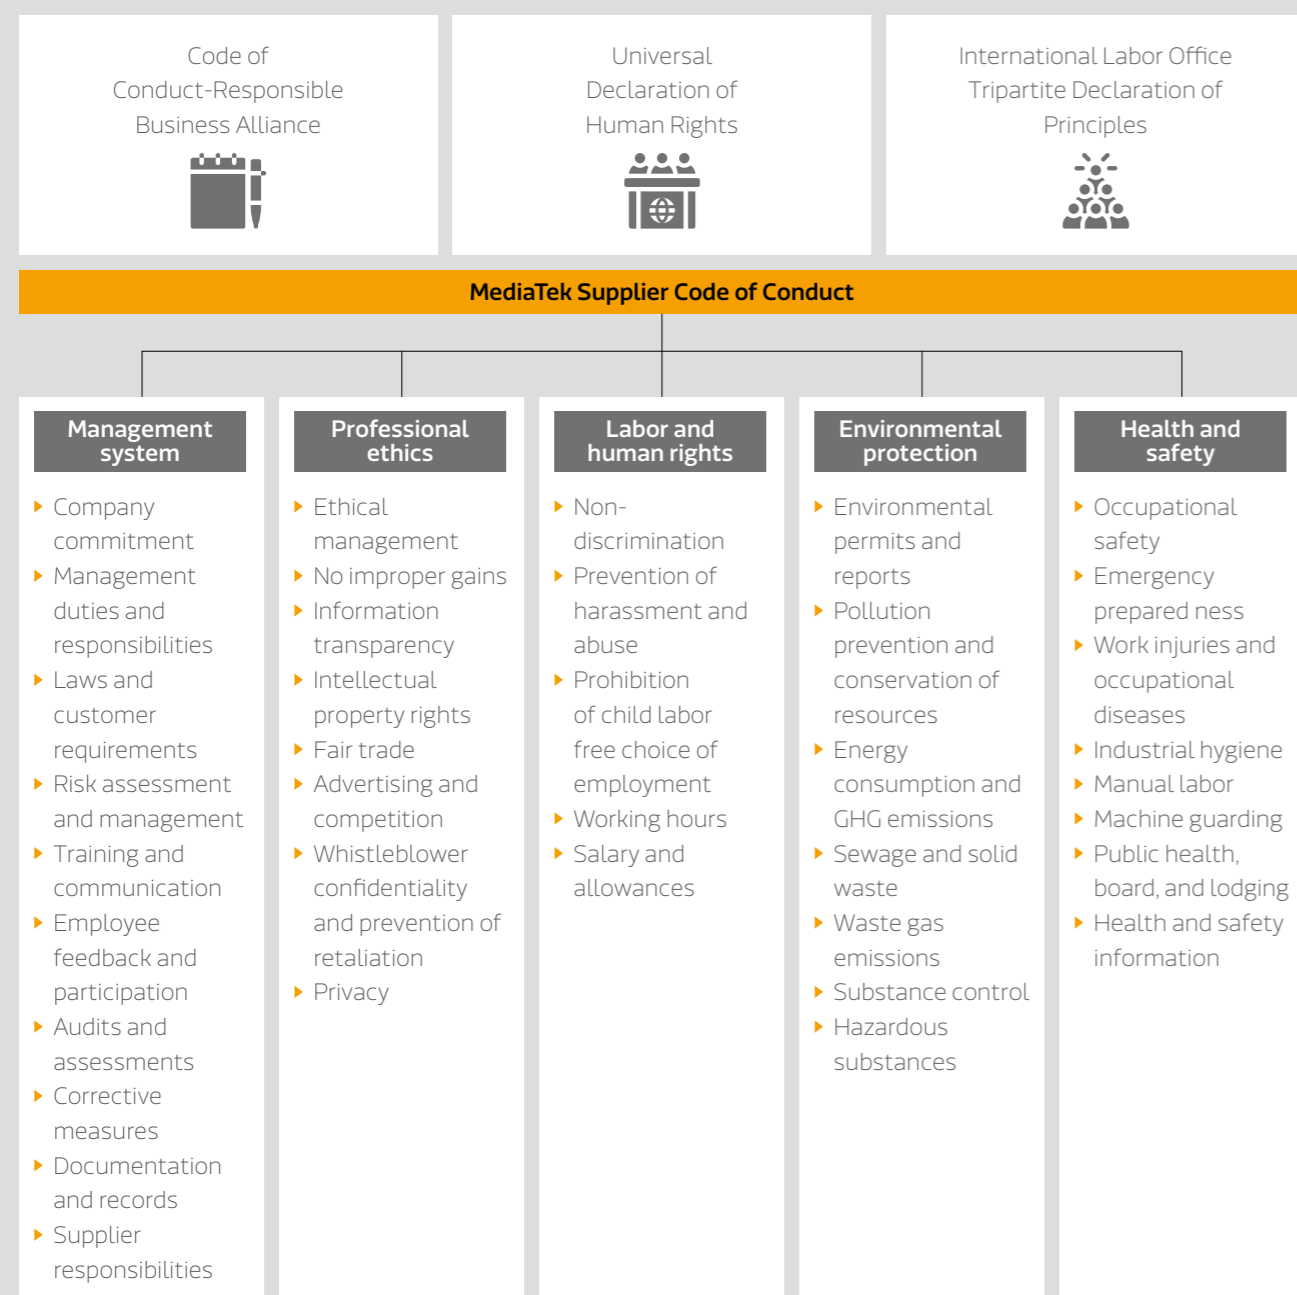 Code of
Conduct-Responsible
Business Alliance
Universal
Declaration of
Human Rights
International Labor Office
Tripartite Declaration of
Principles
MediaTek Supplier Code of Conduct
Management
system
Company
commitment
Management
duties and
responsibilities
Laws and
customer
requirements
Risk assessment
and management
Training and
communication
Employee
feedback and
participation
Audits and
assessments
Corrective
measures
Documentation
and records
Supplier
responsibilities
Professional
ethics
Ethical
management
No improper gains
Information
transparency
Intellectual
property rights
Fair trade
Advertising and
competition
Whistleblower
confidentiality
and prevention of
retaliation
Privacy
Labor and
human rights
Non-
discrimination
Prevention of
harassment and
abuse
Prohibition
of child labor
free choice of
employment
Working hours
Salary and
allowances
Environmental
protection
Environmental
permits and
reports
Pollution
prevention and
conservation of
resources
Energy
consumption and
GHG emissions
Sewage and solid
waste
Waste gas
emissions
Substance control
Hazardous
substances
Health and
safety
Occupational
safety
Emergency
prepared ness
Work injuries and
occupational
diseases
Industrial hygiene
Manual labor
Machine guarding
Public health,
board, and lodging
Health and safety
information